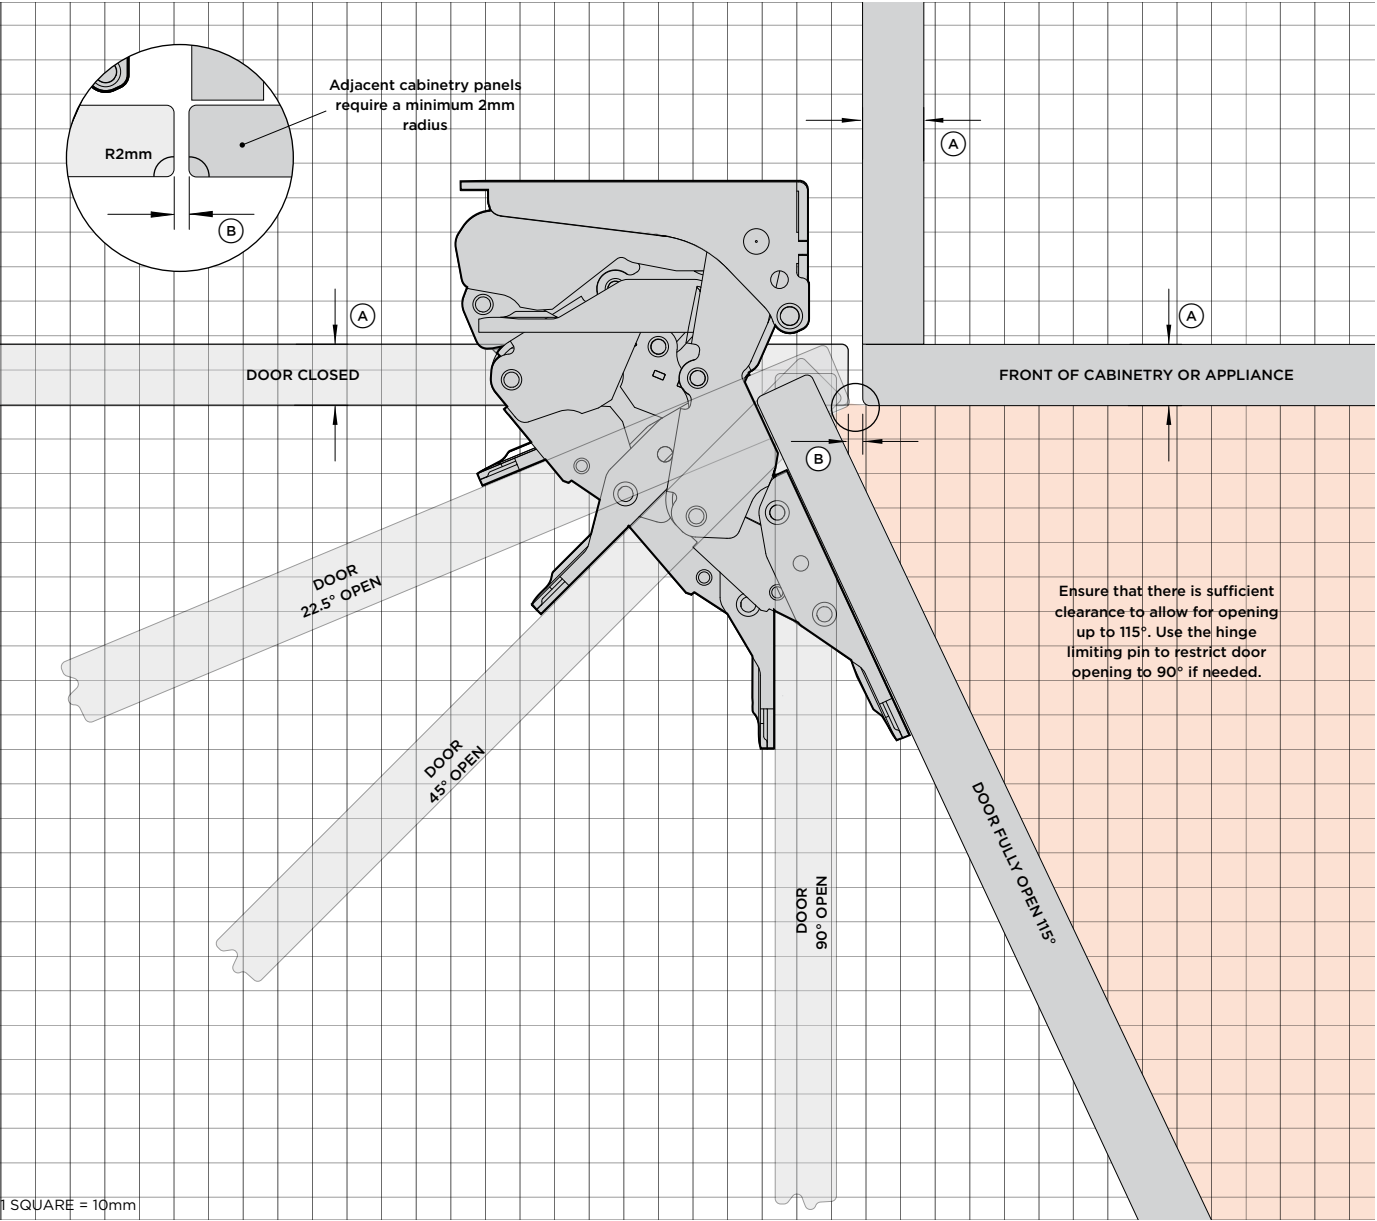 Adjacent cabinetry panels
require a minimum 2mm
radius
R2mm
B
A
A
A
DOOR CLOSED
FRONT OF CABINETRY OR APPLIANCE
B
DOOR
22.5° OPEN
Ensure that there is sufficient
clearance to allow for opening
up to 115°. Use the hinge
limiting pin to restrict door
opening to 90° if needed.
DOOR
45° OPEN
DOOR FULLY OPEN 115°
DOOR
90° OPEN
1 SQUARE = 10mm